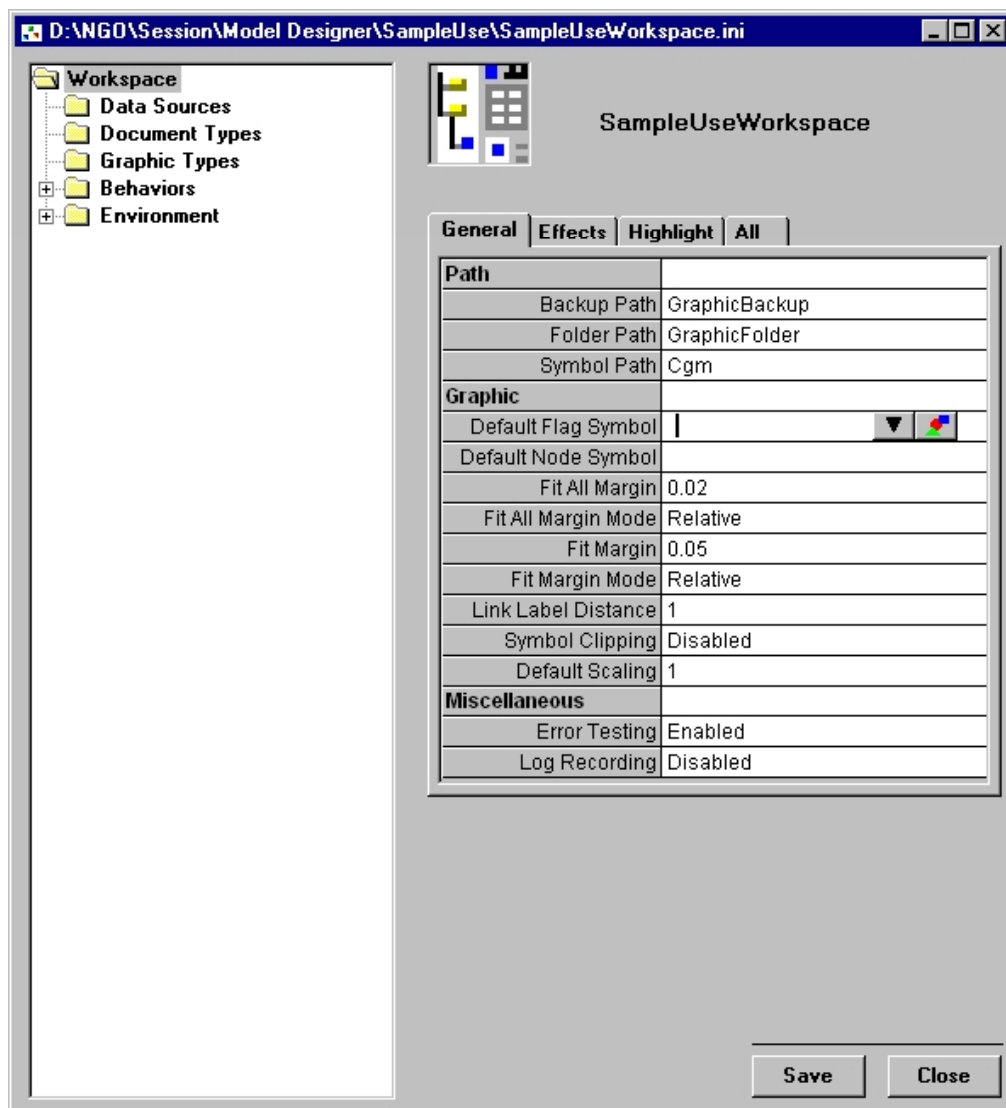 D:\NGO\Session\Model Designer\SampleUse\SampleUseWorkspace.ini
Workspace
Data Sources
Document Types
Graphic Types
Behaviors
Environment
SampleUseWorkspace
General Effects Highlight All
Path
Backup Path GraphicBackup
Folder Path GraphicFolder
Symbol Path Cgm
Graphic
Default Flag Symbol
Default Node Symbol
Fit All Margin 0.02
Fit All Margin Mode Relative
Fit Margin 0.05
Fit Margin Mode Relative
Link Label Distance 1
Symbol Clipping Disabled
Default Scaling 1
Miscellaneous
Error Testing Enabled
Log Recording Disabled
Save Close